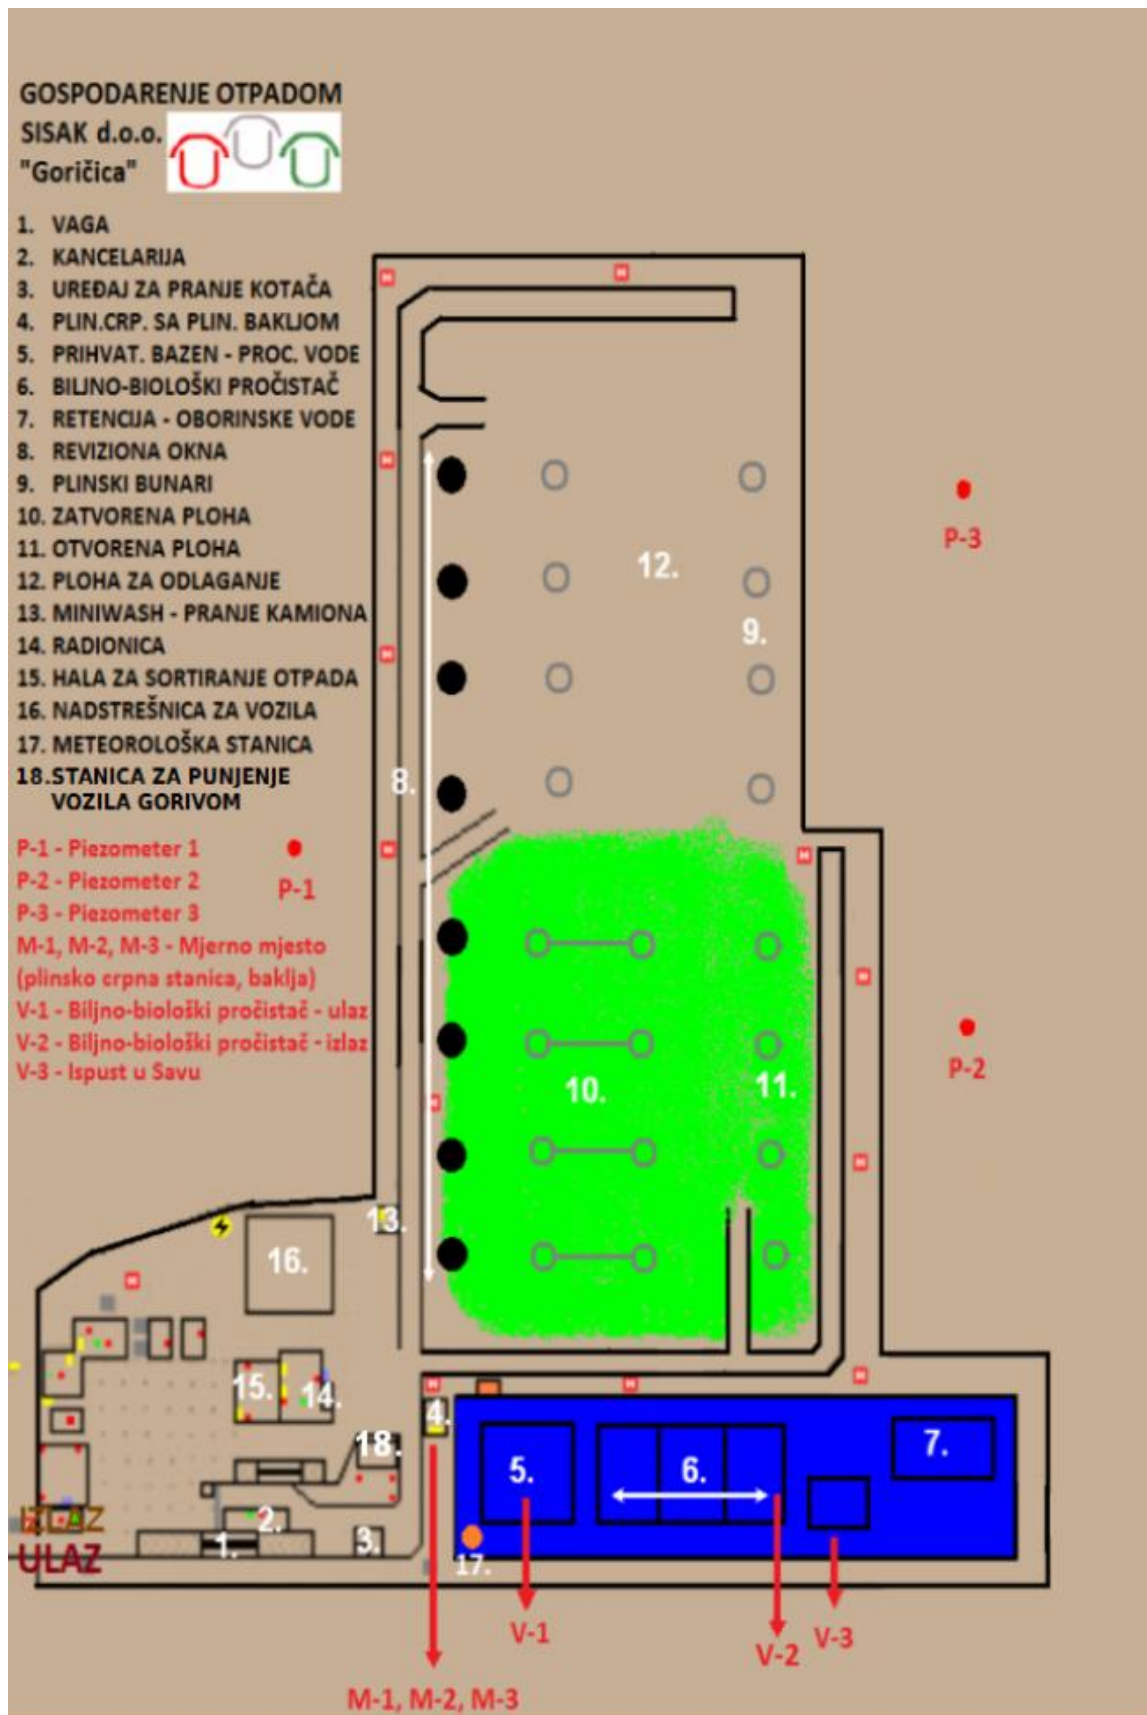 GOSPODARENJE OTPADOM
SISAK d.o.o.
"Goričica"
1. VAGA
2. KANCELARIJA
3. UREĐAJ ZA PRANJE KOTAČA
4. PLIN.CRP. SA PLIN. BAKLJOM
5. PRIHVAT. BAZEN - PROC. VODE
6. BILJNO-BIOLOŠKI PROČISTAČ
7. RETENCIJA - OBORINSKE VODE
8. REVIZIONA OKNA
9. PLINSKI BUNARI
10. ZATVORENA PLOHA
11. OTVORENA PLOHA
12. PLOHA ZA ODLAGANJE
13. MINIWASH - PRANJE KAMIONA
14. RADIONICA
15. HALA ZA SORTIRANJE OTPADA
16. NADSTREŠNICA ZA VOZILA
17. METEOROLOŠKA STANICA
18.STANICA ZA PUNJENJE
VOZILA GORIVOM
P-1 - Piezometer 1
P-2 - Piezometer 2
P-3 - Piezometer 3
M-1, M-2, M-3 - Mjerno mjesto
(plinsko crpna stanica, baklja)
V-1 - Biljno-biološki pročistač - ulaz
V-2 - Biljno-biološki pročistač - izlaz
V-3 - Ispust u Savu
P-1
P-3
12.
9.
8.
P-2
10.
11.
13.
16.
15.
14.
4.
18.
5.
6.
7.
2.
1.
3.
17.
IZLAZ
ULAZ
V-1
V-2
V-3
M-1, M-2, M-3